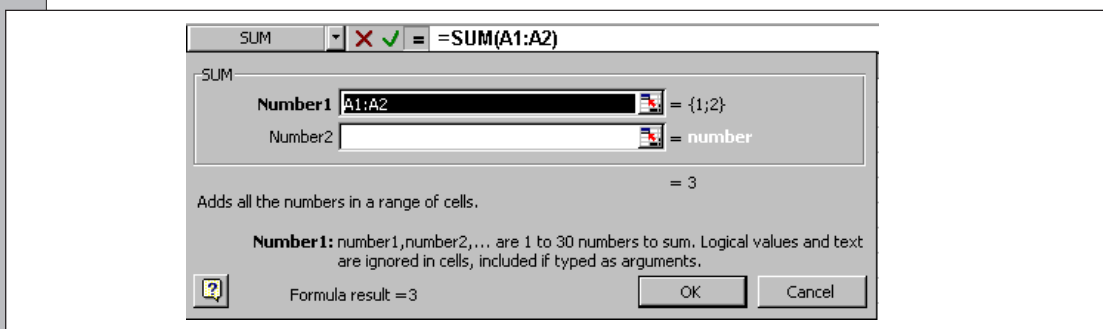 SUM = =SUM(A1:A2)
SUM
Number1 A1:A2 = {1;2}
Number2 = number
= 3
Adds all the numbers in a range of cells.
Number1: number1,number2,... are 1 to 30 numbers to sum. Logical values and text
are ignored in cells, included if typed as arguments.
? Formula result =3 OK Cancel